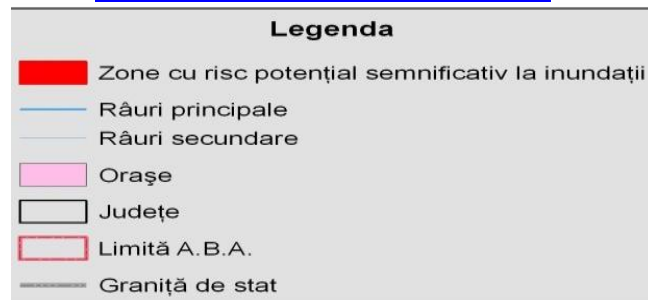 Legenda
Zone cu risc potențial semnificativ la inundații
Râuri principale
Râuri secundare
Orașe
Județe
Limită A.B.A.
Graniță de stat